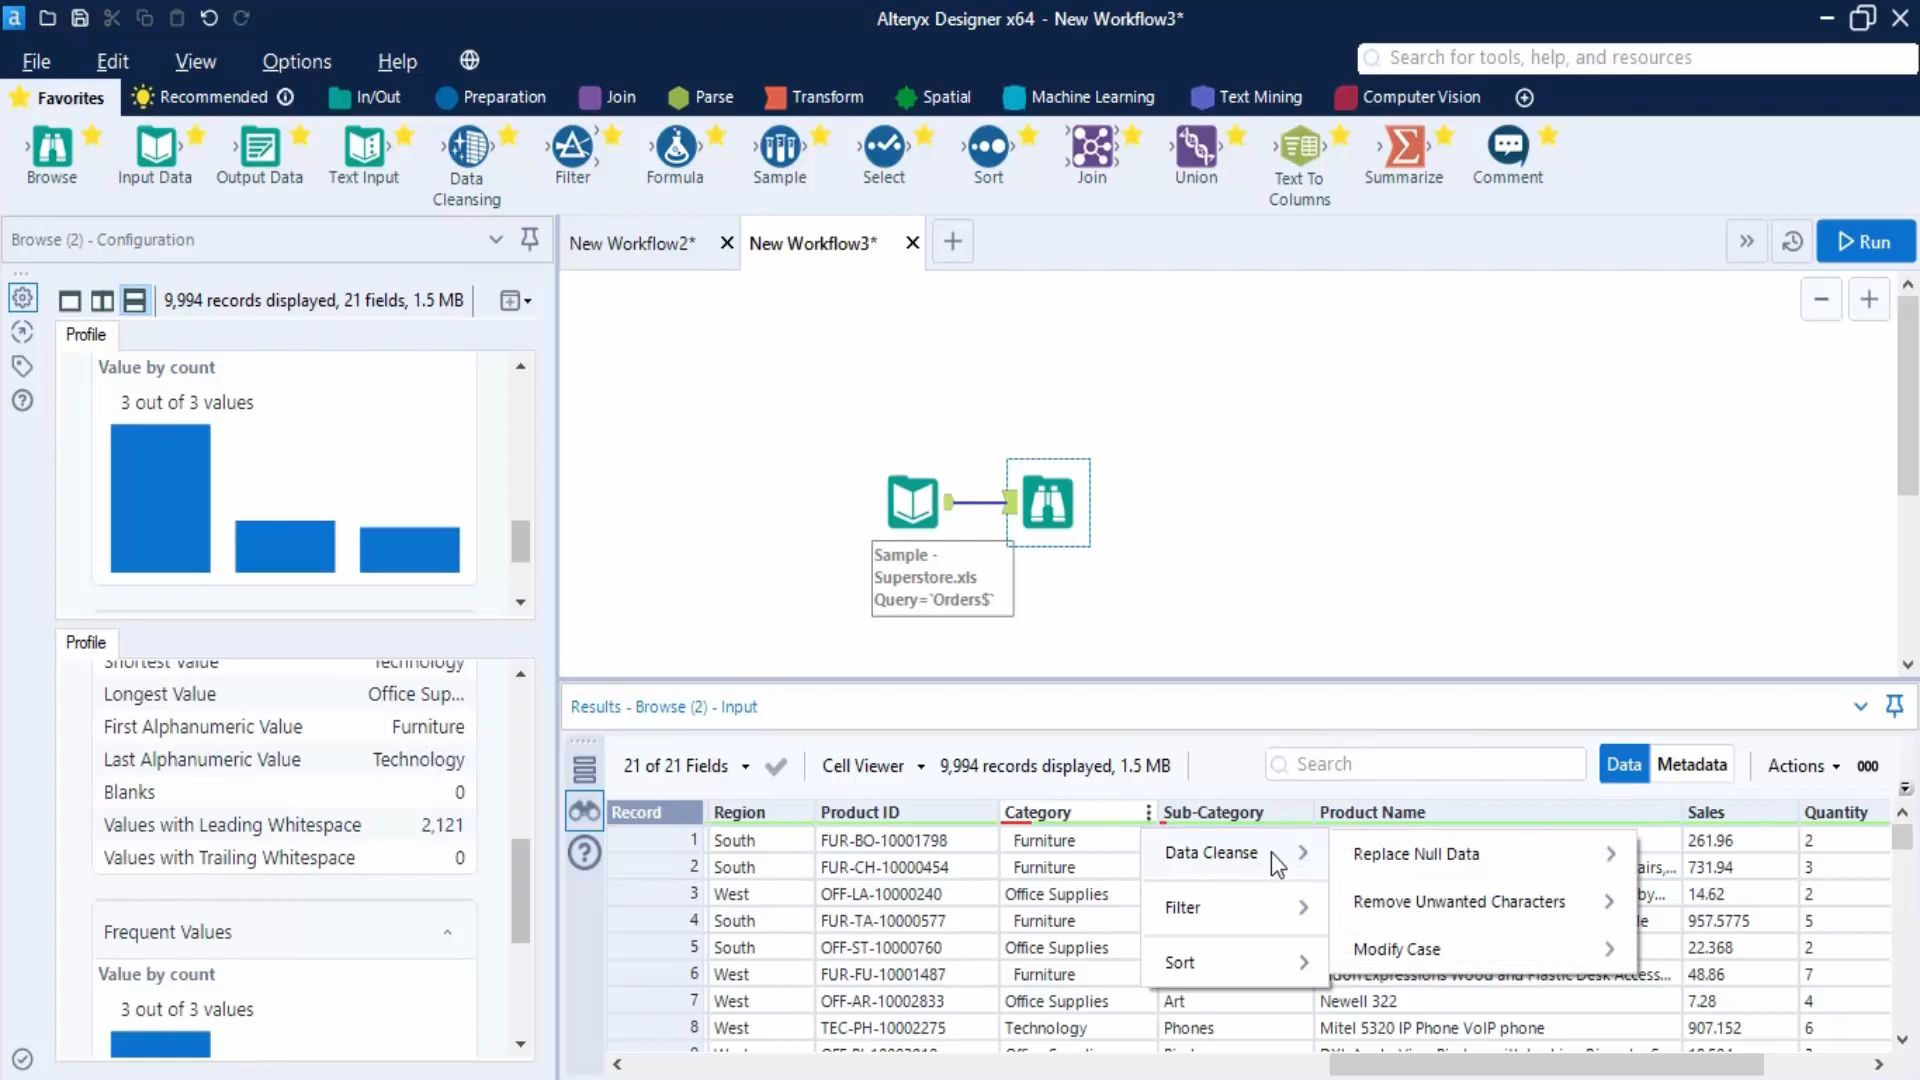 a
Alteryx Designer x64 - New Workflow3*
File Edit View Options Help
Search for tools, help, and resources
Favorites Recommended In/Out Preparation Join Parse Transform Spatial Machine Learning Text Mining Computer Vision
Browse Input Data Output Data Text Input Data Cleansing Filter Formula Sample Select Sort Join Union Text To Columns Summarize Comment
Browse (2) - Configuration
New Workflow2* New Workflow3*
Run
9,994 records displayed, 21 fields, 1.5 MB
Profile
Value by count
3 out of 3 values
Sample -
Superstore.xls
Query=`Orders$`
Profile
Shortest Value Technology
Longest Value Office Sup...
First Alphanumeric Value Furniture
Last Alphanumeric Value Technology
Blanks 0
Values with Leading Whitespace 2,121
Values with Trailing Whitespace 0
Frequent Values
Value by count
3 out of 3 values
Results - Browse (2) - Input
21 of 21 Fields Cell Viewer 9,994 records displayed, 1.5 MB Search Data Metadata Actions 000
Record Region Product ID Category Sub-Category Product Name Sales Quantity
1 South FUR-BO-10001798 Furniture 261.96 2
2 South FUR-CH-10000454 Furniture airs,... 731.94 3
3 West OFF-LA-10000240 Office Supplies by... 14.62 2
4 South FUR-TA-10000577 Furniture le 957.5775 5
5 South OFF-ST-10000760 Office Supplies 22.368 2
6 West FUR-FU-10001487 Furniture Expressions Wood and Plastic Desk Access... 48.86 7
7 West OFF-AR-10002833 Office Supplies Art Newell 322 7.28 4
8 West TEC-PH-10002275 Technology Phones Mitel 5320 IP Phone VoIP phone 907.152 6
Data Cleanse
Filter
Sort
Replace Null Data
Remove Unwanted Characters
Modify Case